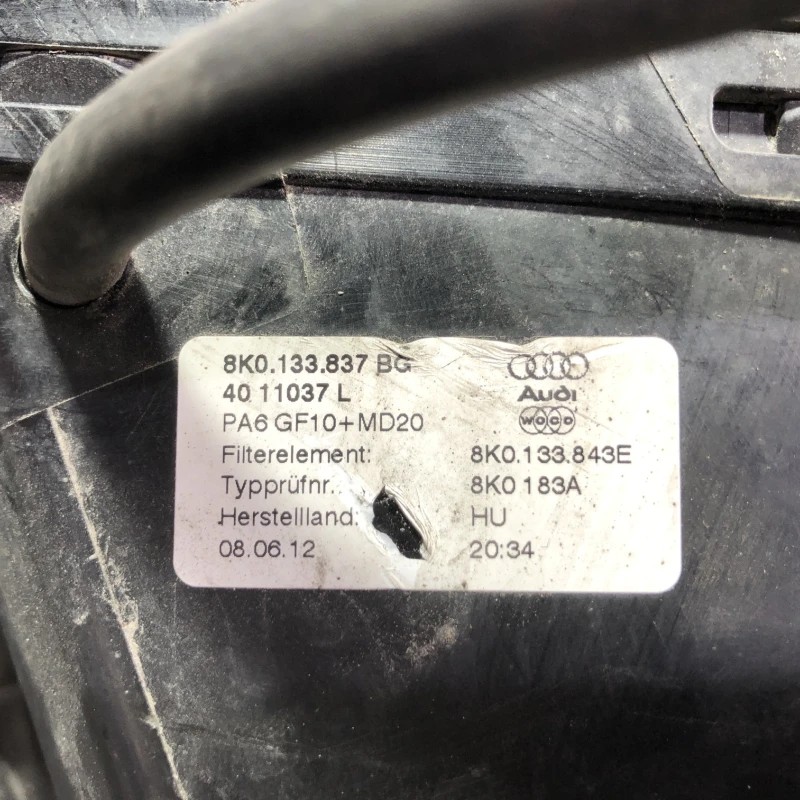 8K0.133.837 BG
40 11037 L
Audi
PA6 GF10+MD20
WOCO
Filterelement: 8K0.133.843E
Typprüfnr.: 8K0 183A
Herstellland: HU
08.06.12 20:34